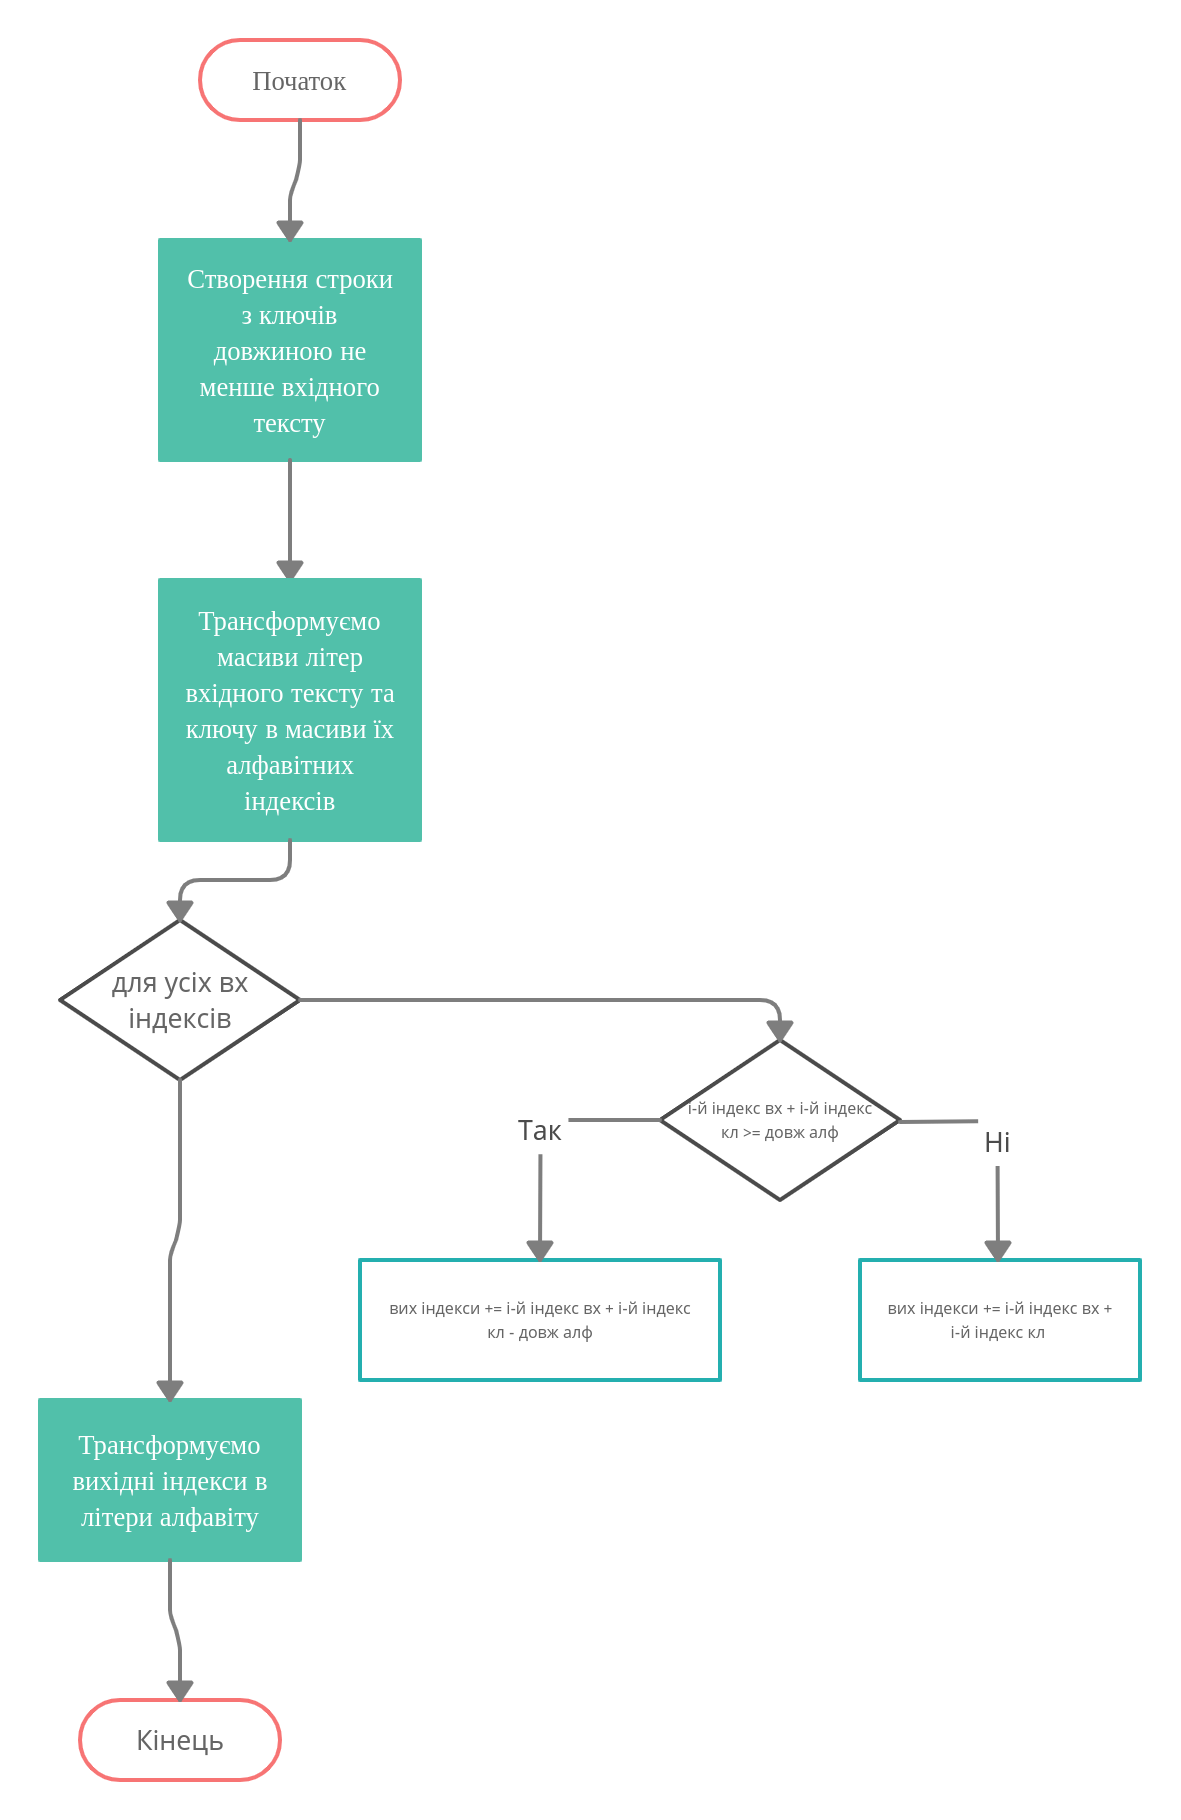 Початок
Створення строки
з ключів
довжиною не
менше вхідного
тексту
Трансформуємо
масиви літер
вхідного тексту та
ключу в масиви їх
алфавітних
індексів
для усіх вх
індексів
і-й індекс вх + і-й індекс
кл >= довж алф
Так
Ні
вих індекси += і-й індекс вх + і-й індекс
кл - довж алф
вих індекси += і-й індекс вх +
і-й індекс кл
Трансформуємо
вихідні індекси в
літери алфавіту
Кінець